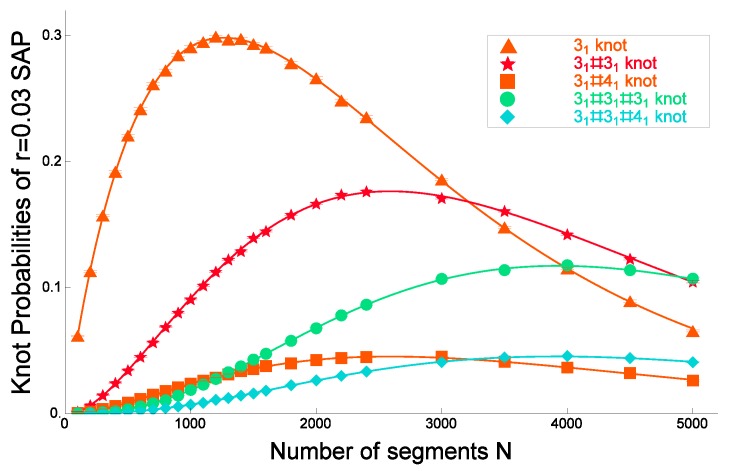 Knot Probabilities of r=0.03 SAP
0.3
0.2
0.1
0.
0
1000
2000
3000
4000
5000
Number of segments N
3₁ knot
3₁#3₁ knot
3₁#4₁ knot
3₁#3₁#3₁ knot
3₁#3₁#4₁ knot